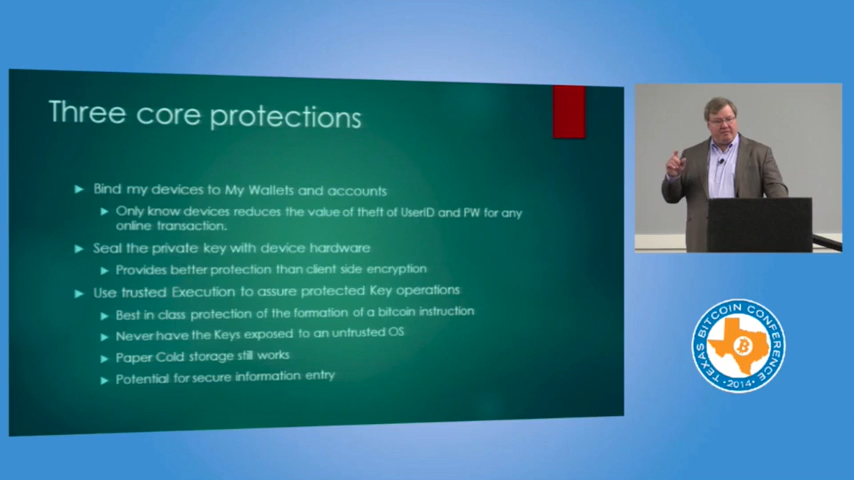 Three core protections
Bind my devices to My Wallets and accounts
Only know devices reduces the value of theft of UserID and PW for any
online transaction.
Seal the private key with device hardware
Provides better protection than client side encryption
Use trusted Execution to assure protected Key operations
Best in class protection of the formation of a bitcoin instruction
Never have the Keys exposed to an untrusted OS
Paper Cold storage still works
Potential for secure information entry
TEXAS BITCOIN CONFERENCE
2014